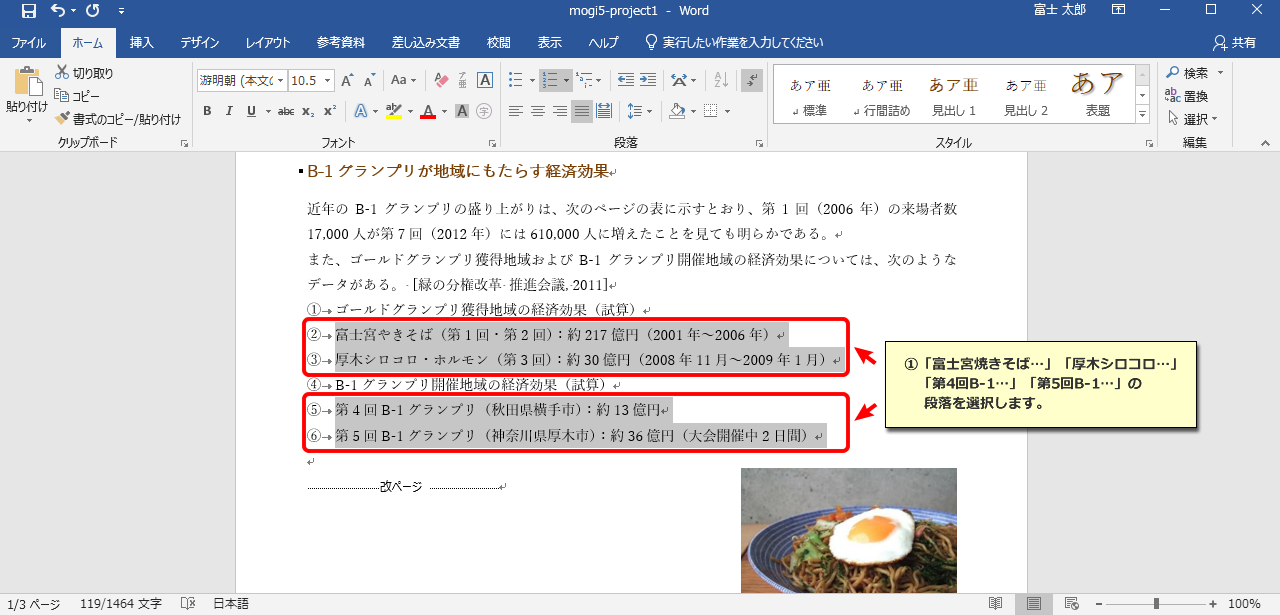 mogi5-project1 - Word
富士 太郎
ファイル ホーム 挿入 デザイン レイアウト 参考資料 差し込み文書 校閲 表示 ヘルプ 実行したい作業を入力してください 共有
貼り付け
切り取り
コピー
書式のコピー/貼り付け
クリップボード
游明朝 (本文の 10.5 A A Aa A
B I U abc x₂ x² A ab A A 字
フォント
段落
あア亜 あア亜 あア亜 あア亜 あア
標準 行間詰め 見出し 1 見出し 2 表題
スタイル
検索
置換
選択
編集
B-1 グランプリが地域にもたらす経済効果
近年の B-1 グランプリの盛り上がりは、次のページの表に示すとおり、第 1 回（2006 年）の来場者数
17,000 人が第 7 回（2012 年）には 610,000 人に増えたことを見ても明らかである。
また、ゴールドグランプリ獲得地域および B-1 グランプリ開催地域の経済効果については、次のような
データがある。 [緑の分権改革 推進会議, 2011]
① ゴールドグランプリ獲得地域の経済効果（試算）
② 富士宮やきそば（第 1 回・第 2 回）：約 217 億円（2001 年～2006 年）
③ 厚木シロコロ・ホルモン（第 3 回）：約 30 億円（2008 年 11 月～2009 年 1 月）
④ B-1 グランプリ開催地域の経済効果（試算）
⑤ 第 4 回 B-1 グランプリ（秋田県横手市）：約 13 億円
⑥ 第 5 回 B-1 グランプリ（神奈川県厚木市）：約 36 億円（大会開催中 2 日間）
改ページ
①「富士宮焼きそば…」「厚木シロコロ…」
「第4回B-1…」「第5回B-1…」の
段落を選択します。
1/3 ページ 119/1464 文字 日本語 100%